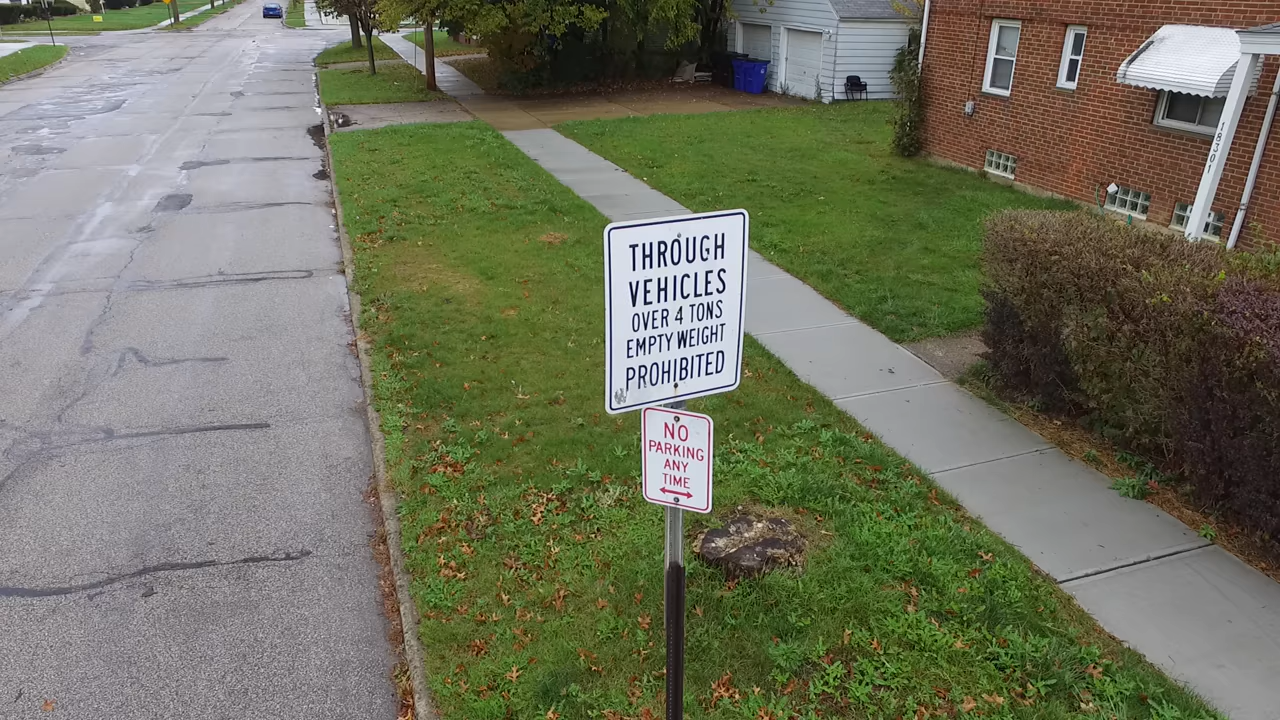 THROUGH
VEHICLES
OVER 4 TONS
EMPTY WEIGHT
PROHIBITED
NO
PARKING
ANY
TIME
18301